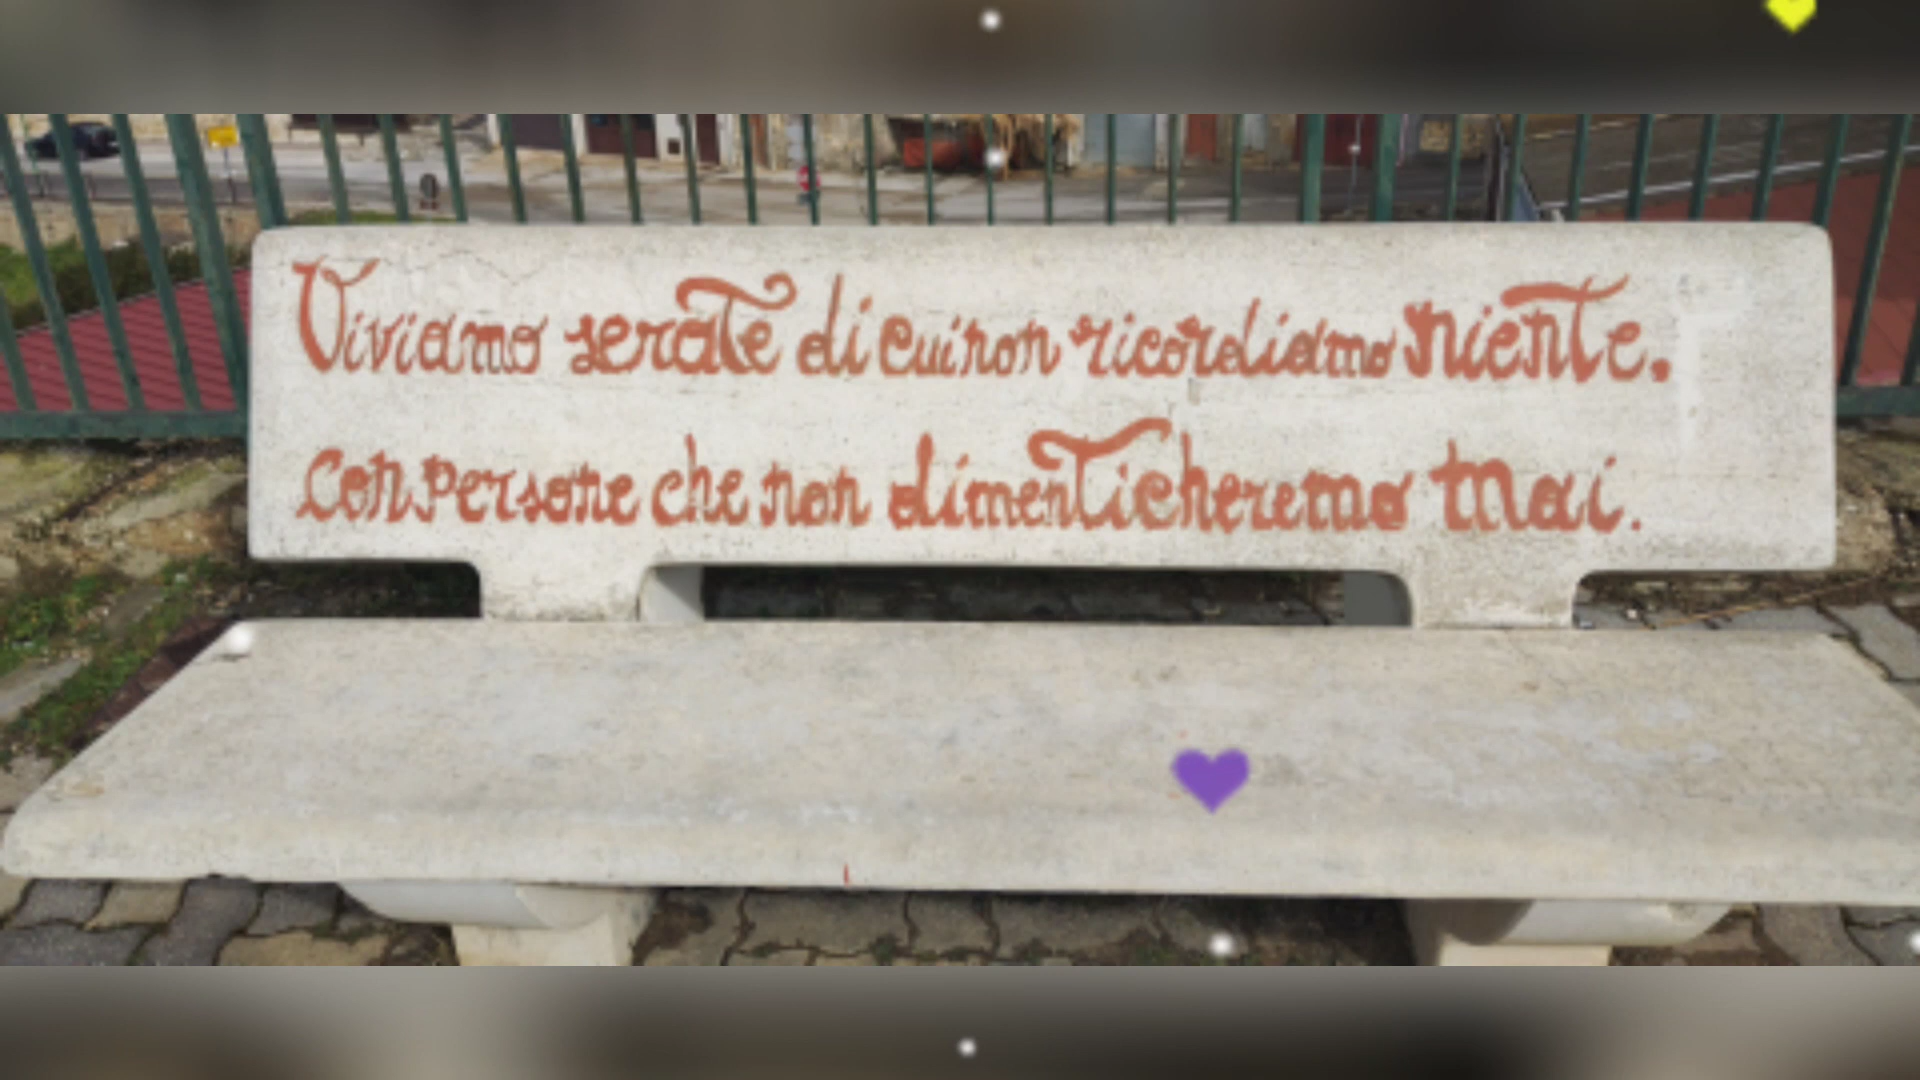 Viviamo serate di cui non ricordiamo niente.
con persone che non dimenticheremo mai.